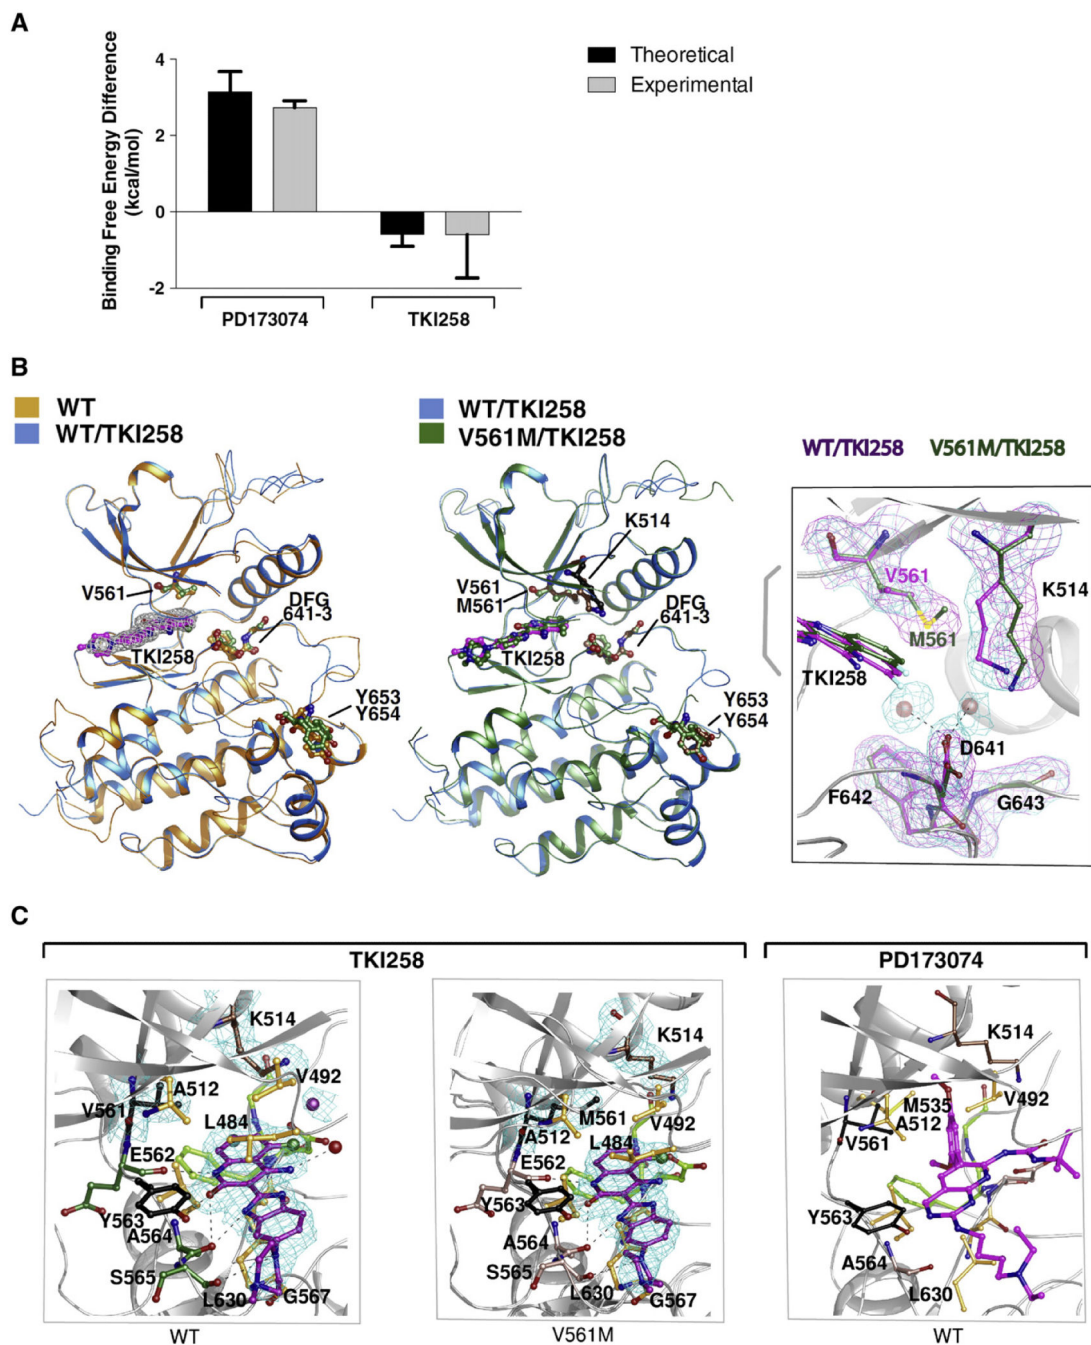 A
Binding Free Energy Difference
(kcal/mol)
4
2
0
-2
PD173074
TKI258
Theoretical
Experimental
B
WT
WT/TKI258
V561
DFG
641-3
TKI258
Y653
Y654
WT/TKI258
V561M/TKI258
K514
V561
M561
DFG
641-3
TKI258
Y653
Y654
WT/TKI258
V561M/TKI258
V561
K514
M561
TKI258
D641
F642
G643
C
TKI258
PD173074
K514
V492
A512
V561
L484
E562
Y563
A564
S565
L630
G567
WT
K514
M561
V492
A512
L484
E562
Y563
A564
S565
L630
G567
V561M
K514
V492
M535
A512
V561
Y563
A564
L630
WT